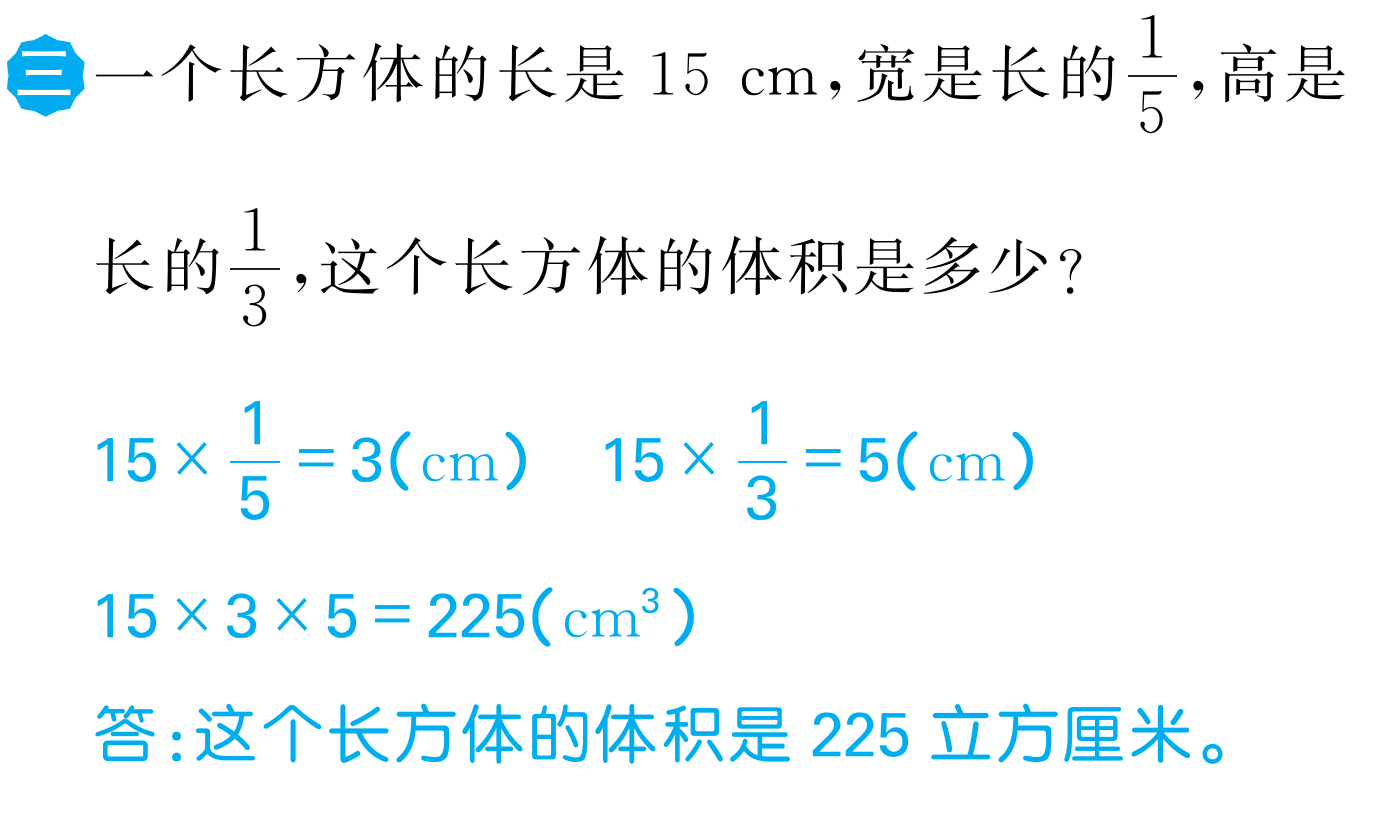 三 一个长方体的长是 15 cm,宽是长的1/5,高是
长的1/3,这个长方体的体积是多少?
15 × 1/5 = 3(cm) 15 × 1/3 = 5(cm)
15 × 3 × 5 = 225(cm³)
答:这个长方体的体积是 225 立方厘米。